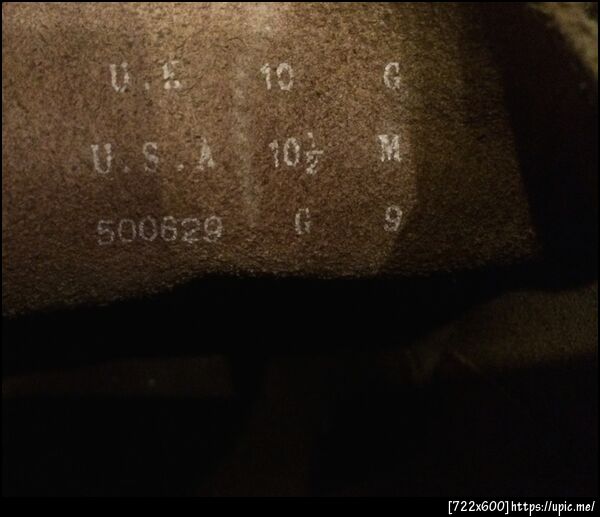 U.K 10 G
U.S.A 10½ M
500629 G 9
[722x600]https://upic.me/